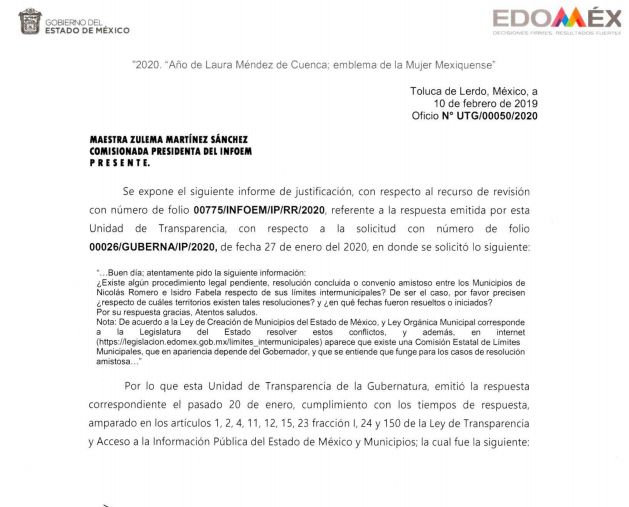 GOBIERNO DEL
ESTADO DE MÉXICO
EDOMÉX
DECISIONES FIRMES, RESULTADOS FUERTES
"2020. "Año de Laura Méndez de Cuenca; emblema de la Mujer Mexiquense"
Toluca de Lerdo, México, a
10 de febrero de 2019
Oficio N° UTG/00050/2020
MAESTRA ZULEMA MARTÍNEZ SÁNCHEZ
COMISIONADA PRESIDENTA DEL INFOEM
P R E S E N T E.
Se expone el siguiente informe de justificación, con respecto al recurso de revisión
con número de folio 00775/INFOEM/IP/RR/2020, referente a la respuesta emitida por esta
Unidad de Transparencia, con respecto a la solicitud con número de folio
00026/GUBERNA/IP/2020, de fecha 27 de enero del 2020, en donde se solicitó lo siguiente:
"…Buen día; atentamente pido la siguiente información:
¿Existe algún procedimiento legal pendiente, resolución concluida o convenio amistoso entre los Municipios de
Nicolás Romero e Isidro Fabela respecto de sus límites intermunicipales? De ser el caso, por favor precisen
¿respecto de cuáles territorios existen tales resoluciones? y ¿en qué fechas fueron resueltos o iniciados?
Por su respuesta gracias, Atentos saludos.
Nota: De acuerdo a la Ley de Creación de Municipios del Estado de México, y Ley Orgánica Municipal corresponde
a la Legislatura del Estado resolver estos conflictos, y además, en internet
(https://legislacion.edomex.gob.mx/limites_intermunicipales) aparece que existe una Comisión Estatal de Límites
Municipales, que en apariencia depende del Gobernador, y que se entiende que funge para los casos de resolución
amistosa…"
Por lo que esta Unidad de Transparencia de la Gubernatura, emitió la respuesta
correspondiente el pasado 20 de enero, cumplimiento con los tiempos de respuesta,
amparado en los artículos 1, 2, 4, 11, 12, 15, 23 fracción I, 24 y 150 de la Ley de Transparencia
y Acceso a la Información Pública del Estado de México y Municipios; la cual fue la siguiente: